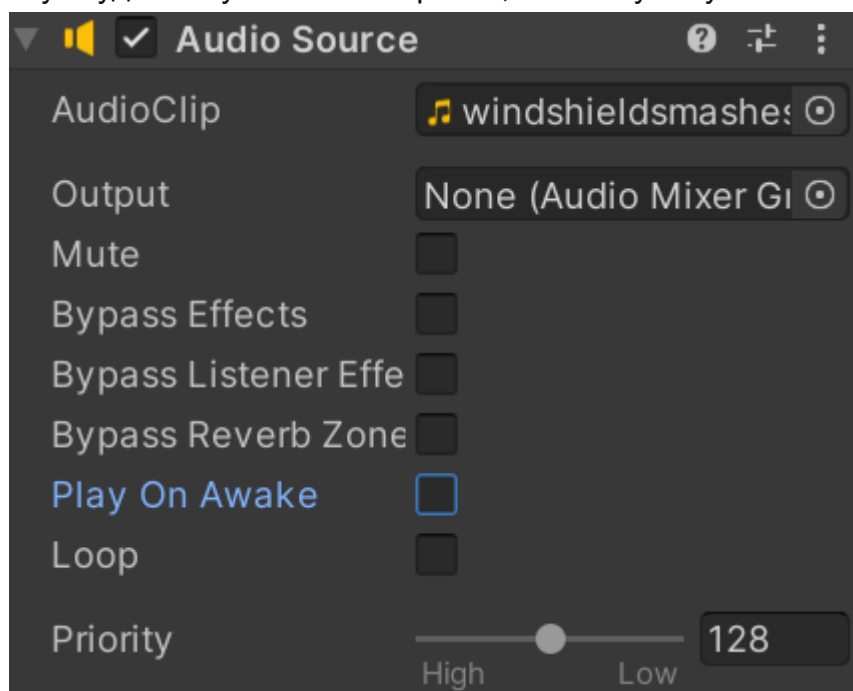 Audio Source
AudioClip windshieldsmashes
Output None (Audio Mixer Gr
Mute
Bypass Effects
Bypass Listener Effe
Bypass Reverb Zone
Play On Awake
Loop
Priority 128
High Low